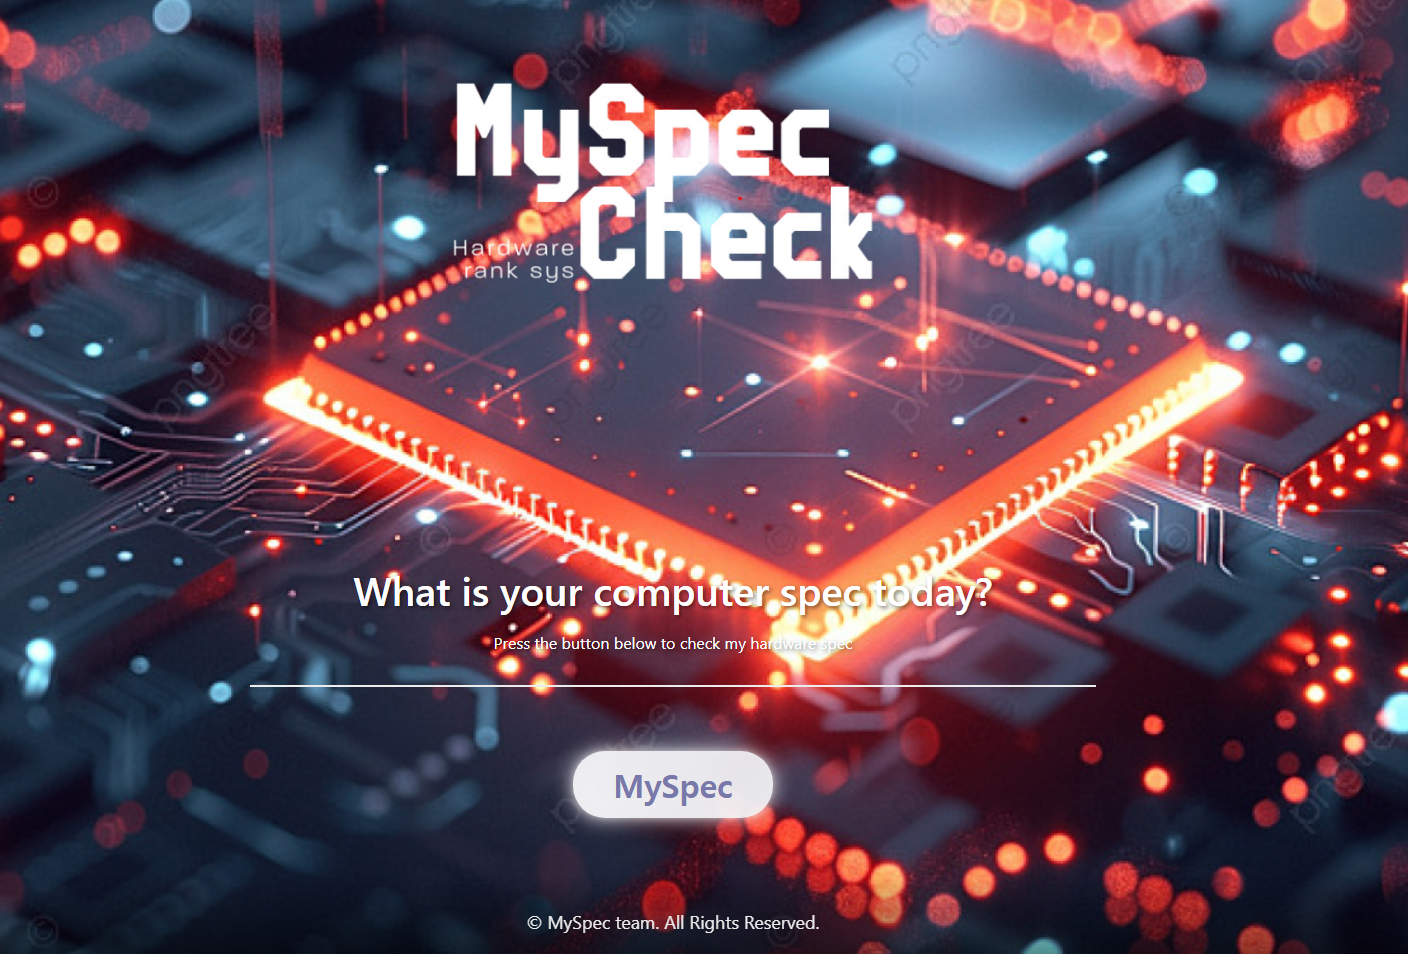 MySpec
Check
Hardware
rank sys
What is your computer spec today?
Press the button below to check my hardware spec
MySpec
© MySpec team. All Rights Reserved.
pngtree